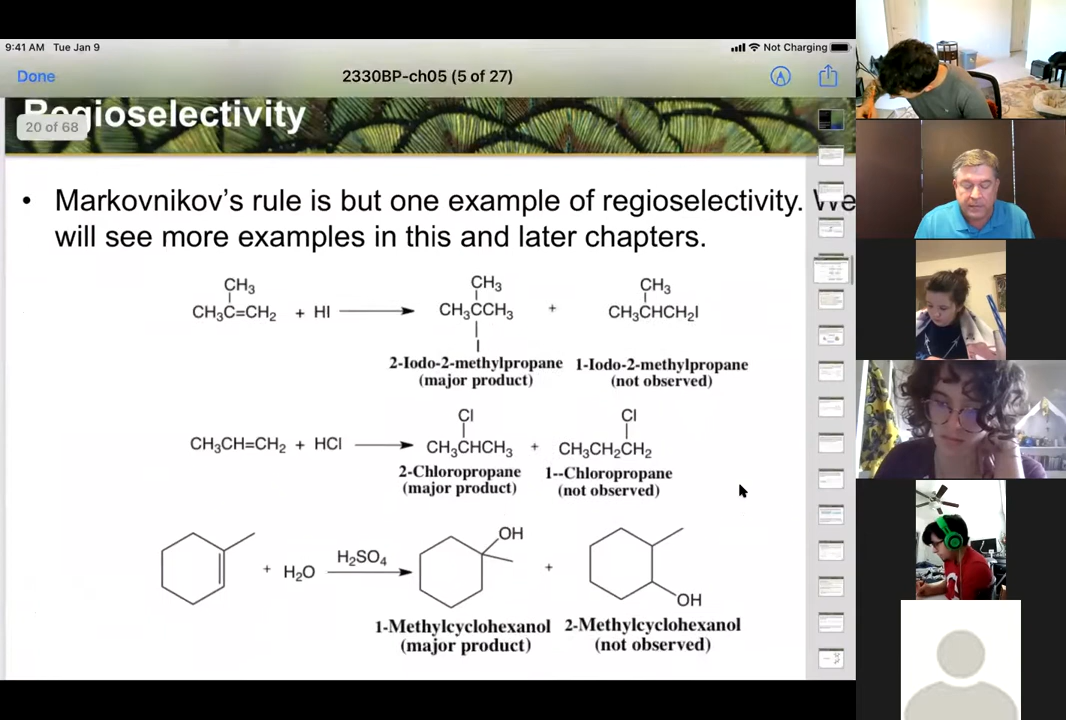 9:41 AM Tue Jan 9
Not Charging
Done
2330BP-ch05 (5 of 27)
Regioselectivity
20 of 68
• Markovnikov's rule is but one example of regioselectivity. We
will see more examples in this and later chapters.
CH₃
CH₃
CH₃
CH₃C=CH₂ + HI
CH₃CCH₃
+
CH₃CHCH₂I
I
2-Iodo-2-methylpropane
(major product)
1-Iodo-2-methylpropane
(not observed)
Cl
Cl
CH₃CH=CH₂ + HCl
CH₃CHCH₃
+
CH₃CH₂CH₂
2-Chloropropane
(major product)
1--Chloropropane
(not observed)
OH
+ H₂O
H₂SO₄
+
OH
1-Methylcyclohexanol
(major product)
2-Methylcyclohexanol
(not observed)